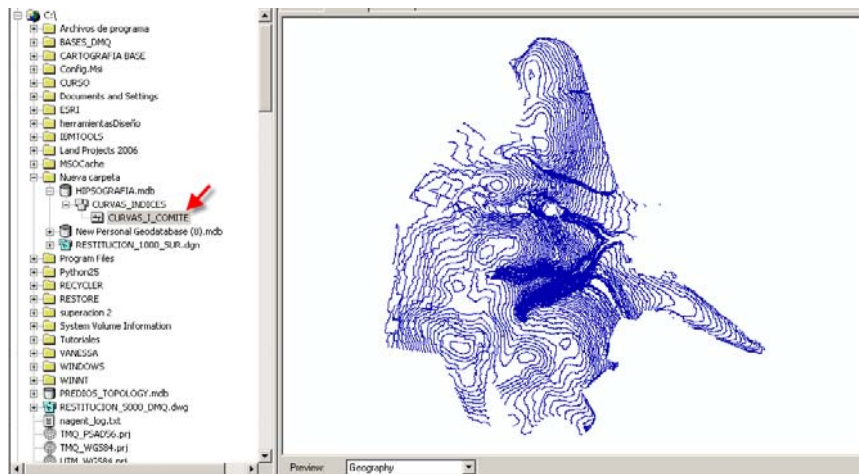 C:\
Archivos de programa
BASES_DMQ
CARTOGRAFIA BASE
Config.Msi
CURSO
Documents and Settings
ESRI
herramientasDiseño
IBMTOOLS
Land Projects 2006
MSOCache
Nueva carpeta
HIPSOGRAFIA.mdb
CURVAS_INDICES
CURVAS_I_COMITE
New Personal Geodatabase (8).mdb
RESTITUCION_1000_SUR.dgn
Program Files
Python25
RECYCLER
RESTORE
superacion 2
System Volume Information
Tutoriales
VANESSA
WINDOWS
WINNT
PREDIOS_TOPOLOGY.mdb
RESTITUCION_5000_DMQ.dwg
nagent_log.txt
TMQ_PSAD56.prj
TMQ_WGS84.prj
UTM_WGS84.prj
Preview: Geography